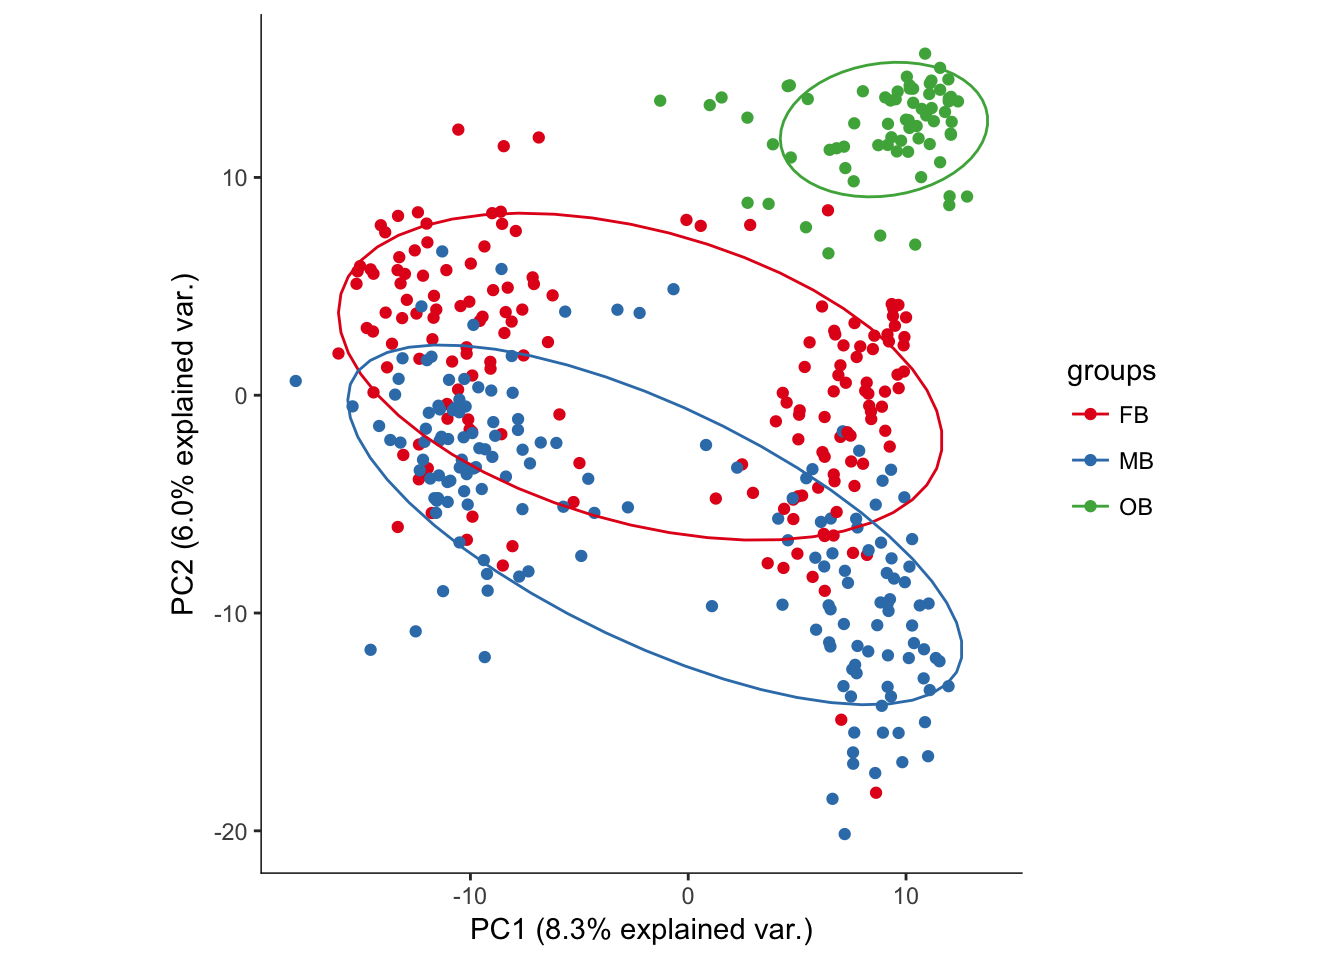 10
0
-10
-20
-10
0
10
PC1 (8.3% explained var.)
PC2 (6.0% explained var.)
groups
FB
MB
OB